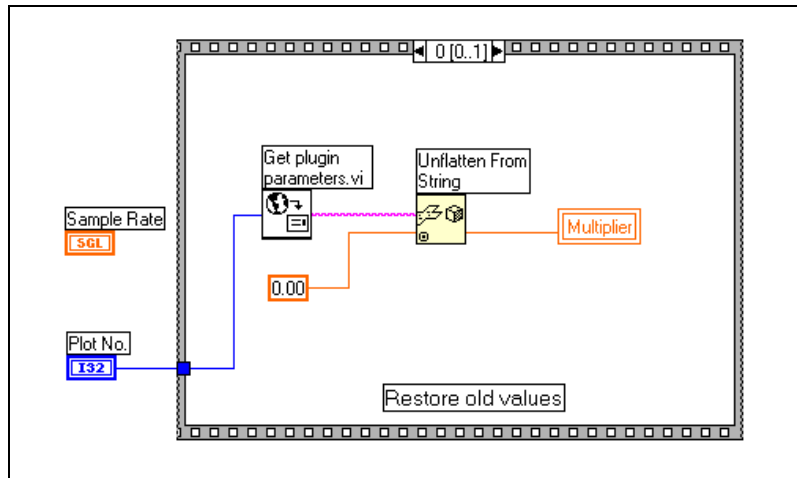 0 [0..1]
Get plugin
parameters.vi
Unflatten From
String
Sample Rate
SGL
Multiplier
0.00
Plot No.
I32
Restore old values